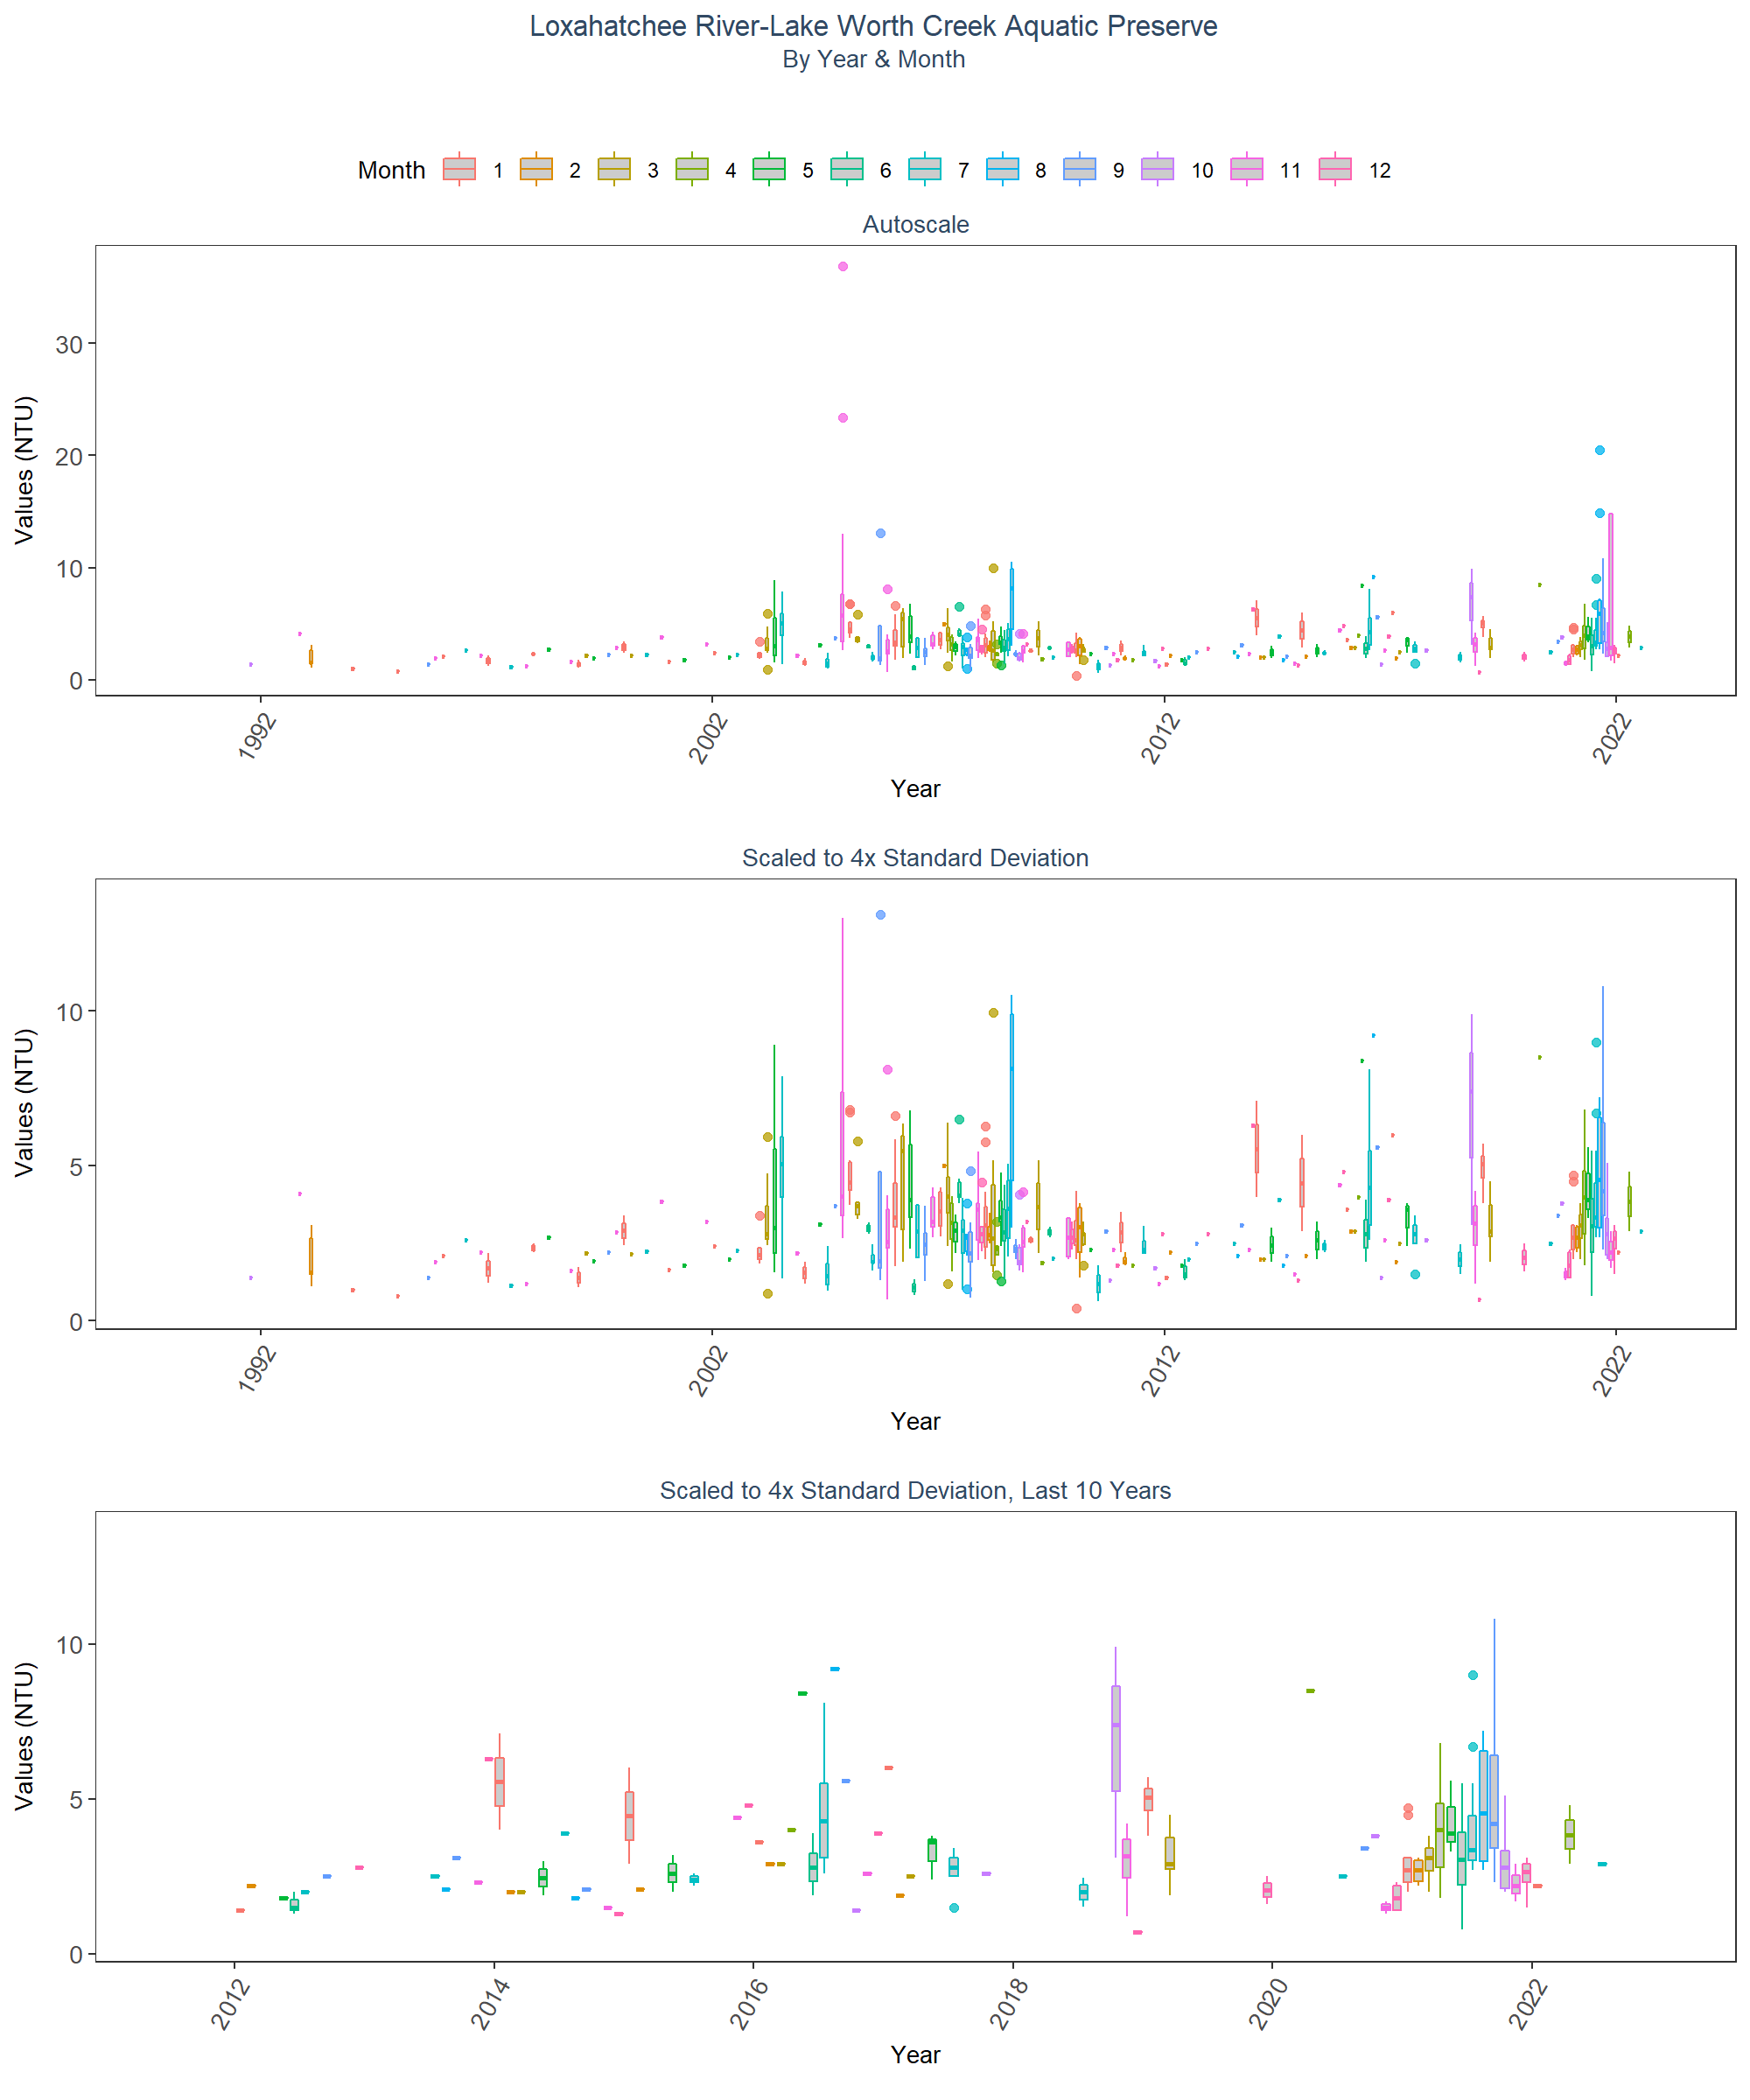 Loxahatchee River-Lake Worth Creek Aquatic Preserve
By Year & Month
Month 1 2 3 4 5 6 7 8 9 10 11 12
Autoscale
Values (NTU)
30
20
10
0
1992 2002 2012 2022
Year
Scaled to 4x Standard Deviation
Values (NTU)
10
5
0
1992 2002 2012 2022
Year
Scaled to 4x Standard Deviation, Last 10 Years
Values (NTU)
10
5
0
2012 2014 2016 2018 2020 2022
Year